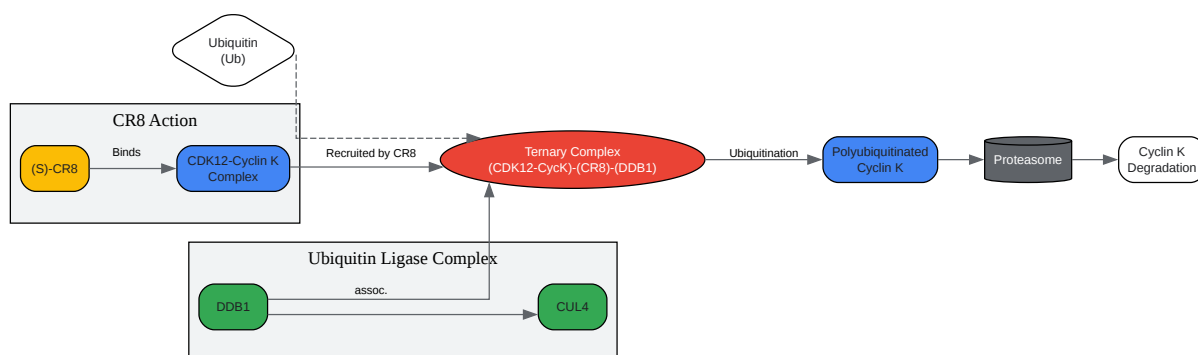 Ubiquitin
(Ub)
CR8 Action
(S)-CR8
Binds
CDK12-Cyclin K
Complex
Recruited by CR8
Ternary Complex
(CDK12-CycK)-(CR8)-(DDB1)
Ubiquitination
Polyubiquitinated
Cyclin K
Proteasome
Cyclin K
Degradation
Ubiquitin Ligase Complex
DDB1
assoc.
CUL4